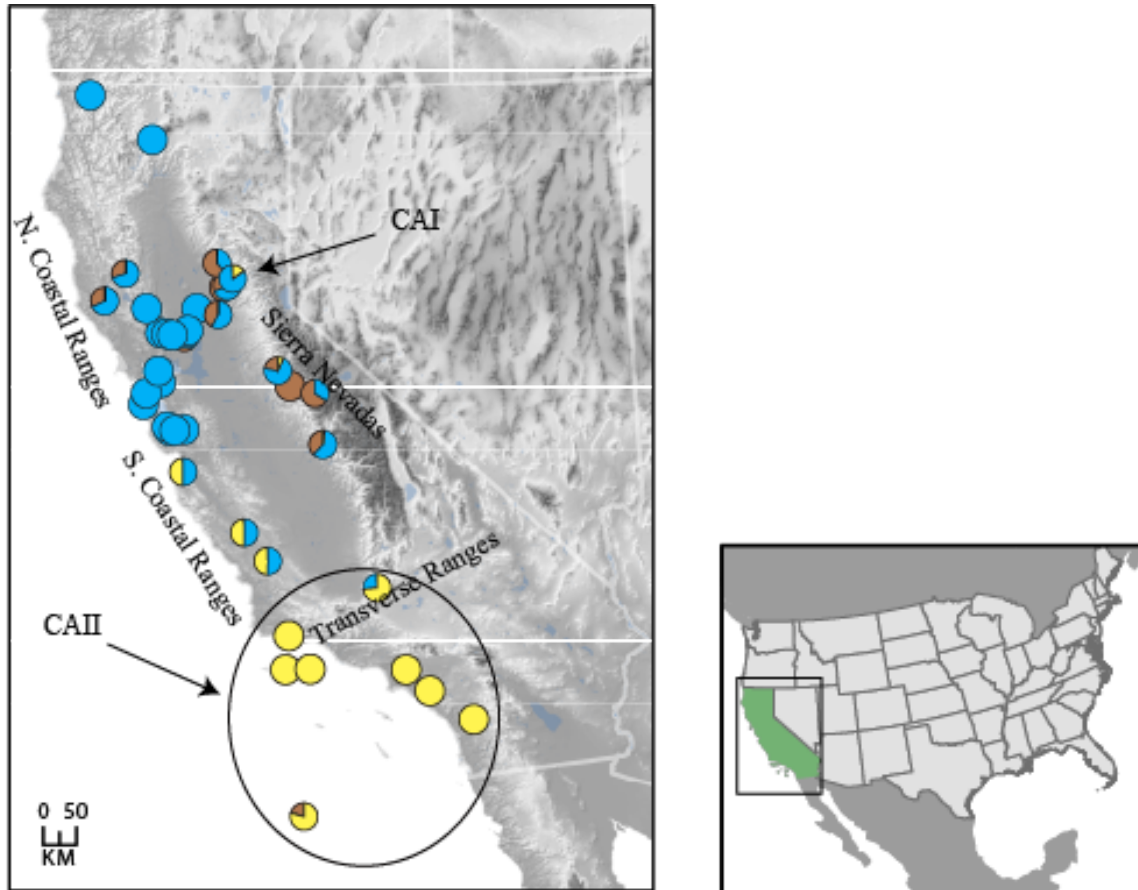 CAI
N. Coastal Ranges
Sierra Nevadas
S. Coastal Ranges
Transverse Ranges
CAII
0 50
KM